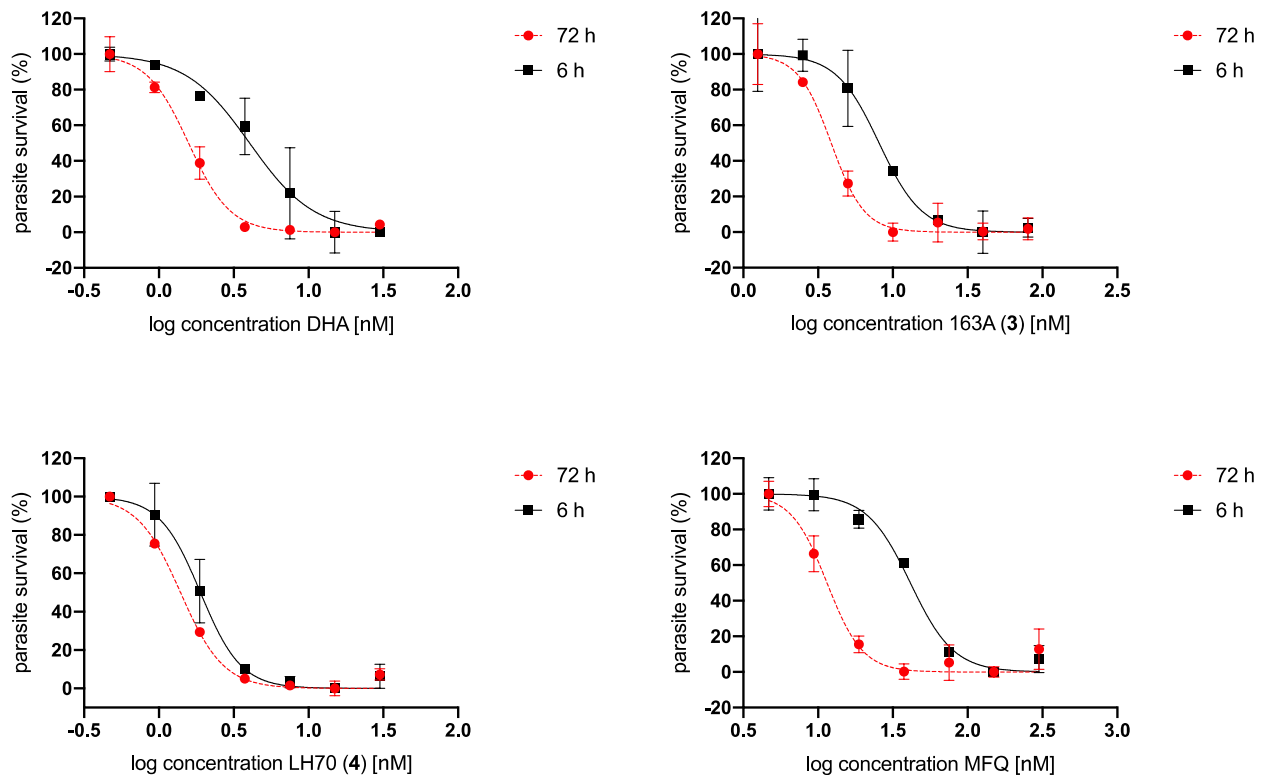 120
100
80
60
40
20
0
-20
parasite survival (%)
-0.5 0.0 0.5 1.0 1.5 2.0
log concentration DHA [nM]
72 h
6 h
120
100
80
60
40
20
0
-20
parasite survival (%)
0.0 0.5 1.0 1.5 2.0 2.5
log concentration 163A (3) [nM]
72 h
6 h
120
100
80
60
40
20
0
parasite survival (%)
-0.5 0.0 0.5 1.0 1.5 2.0
log concentration LH70 (4) [nM]
72 h
6 h
120
100
80
60
40
20
0
-20
parasite survival (%)
0.5 1.0 1.5 2.0 2.5 3.0
log concentration MFQ [nM]
72 h
6 h